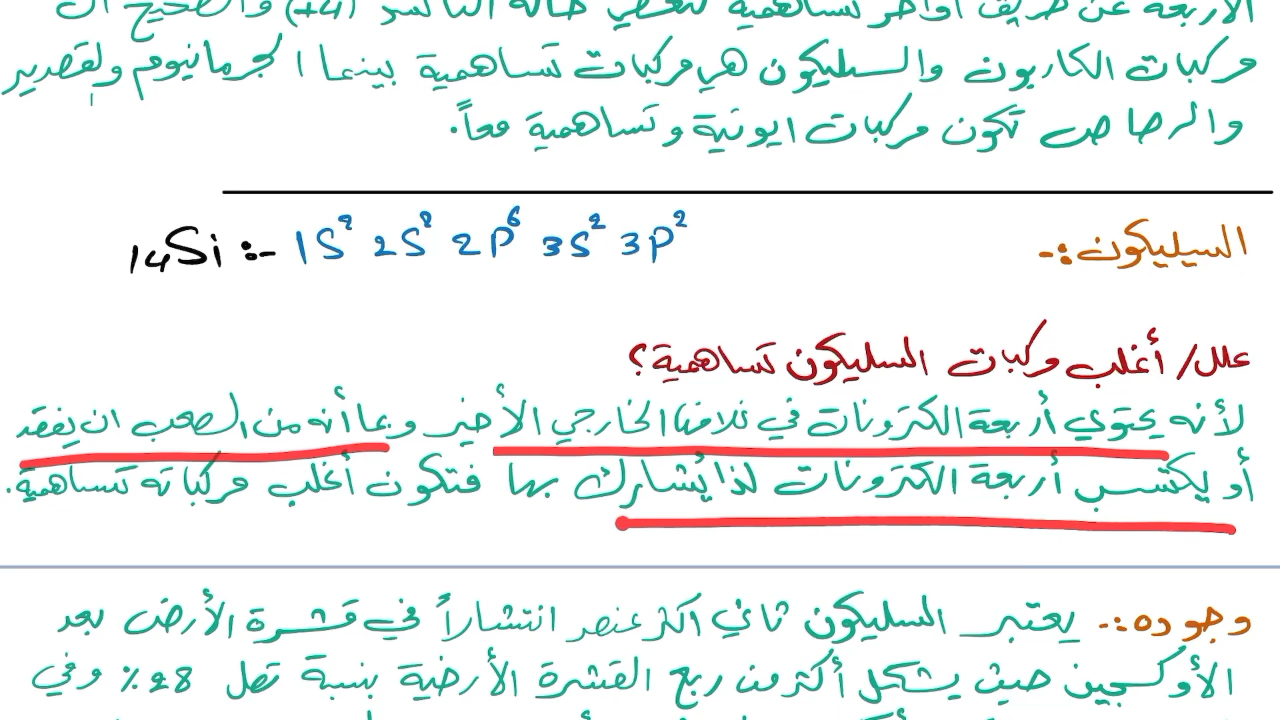 الأربعة عن طريق أواصر تساهمية لتعطي حالة التأكسد (4+) والصحيح ان
مركبات الكاربون والسليكون هي مركبات تساهمية بينما الجرمانيوم والقصدير
والرصاص تكون مركبات ايونية وتساهمية معاً.
السيليكون :-
14Si :- 1S² 2S² 2P⁶ 3S² 3P²
علل/ أغلب مركبات السليكون تساهمية؟
لأنه يحتوي أربعة الكترونات في غلافها الخارجي الأخير وبما أنه من الصعب ان يفقد
أو يكتسب أربعة الكترونات لذا يُشارك بها فتكون أغلب مركباته تساهمية.
وجوده :- يعتبر السليكون ثاني اكثر عنصر انتشاراً في قشرة الأرض بعد
الأوكسجين حيث يشكل أكثر من ربع القشرة الأرضية بنسبة تصل 28% وفي